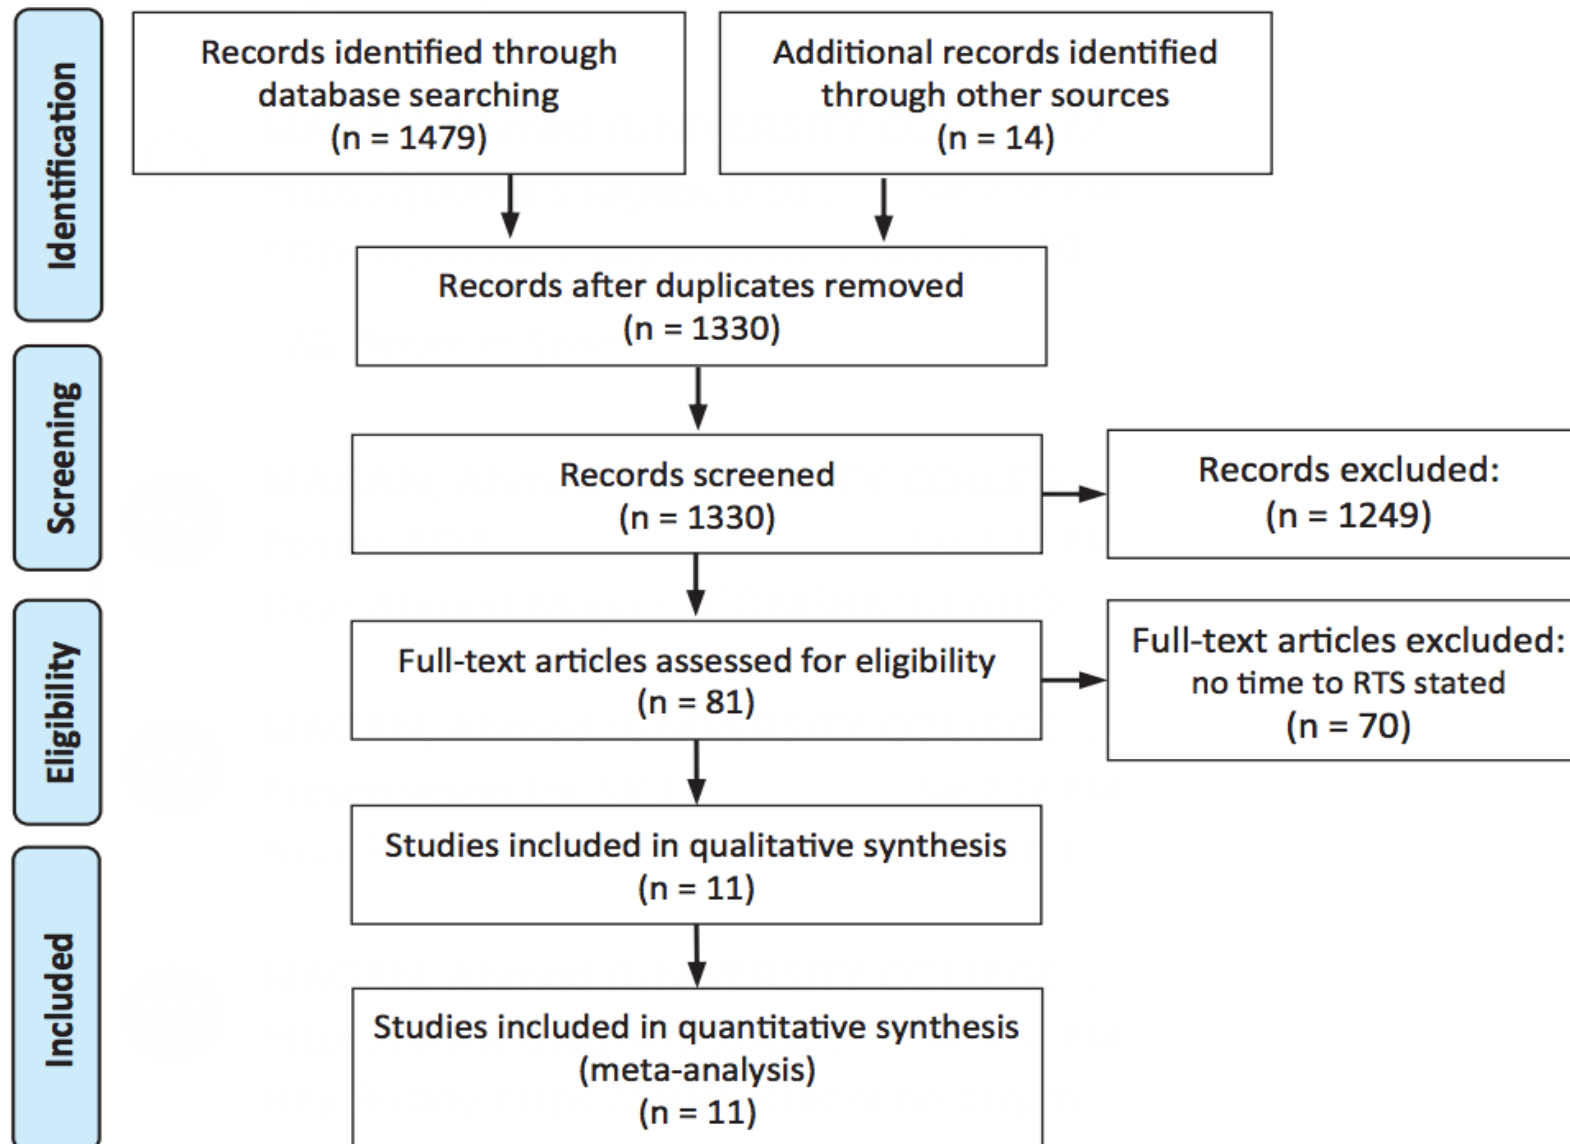 Identification
Records identified through
database searching
(n = 1479)
Additional records identified
through other sources
(n = 14)
Records after duplicates removed
(n = 1330)
Screening
Records screened
(n = 1330)
Records excluded:
(n = 1249)
Eligibility
Full-text articles assessed for eligibility
(n = 81)
Full-text articles excluded:
no time to RTS stated
(n = 70)
Studies included in qualitative synthesis
(n = 11)
Included
Studies included in quantitative synthesis
(meta-analysis)
(n = 11)